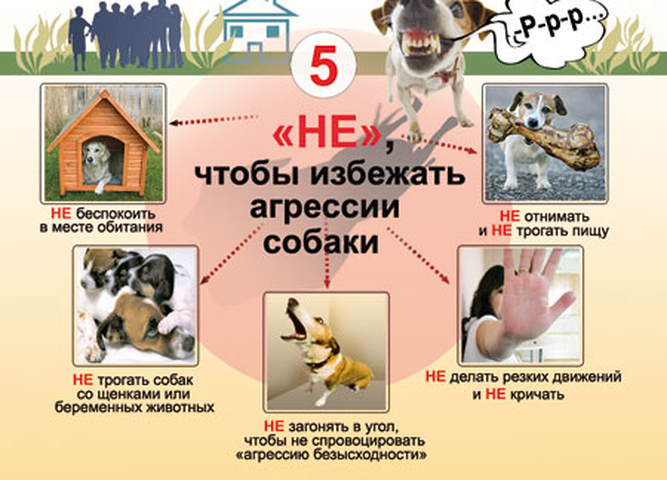 -Р-р-р...
5
«НЕ»,
чтобы избежать
агрессии
собаки
НЕ беспокоить
в месте обитания
НЕ отнимать
и НЕ трогать пищу
НЕ трогать собак
со щенками или
беременных животных
НЕ загонять в угол,
чтобы не спровоцировать
«агрессию безысходности»
НЕ делать резких движений
и НЕ кричать